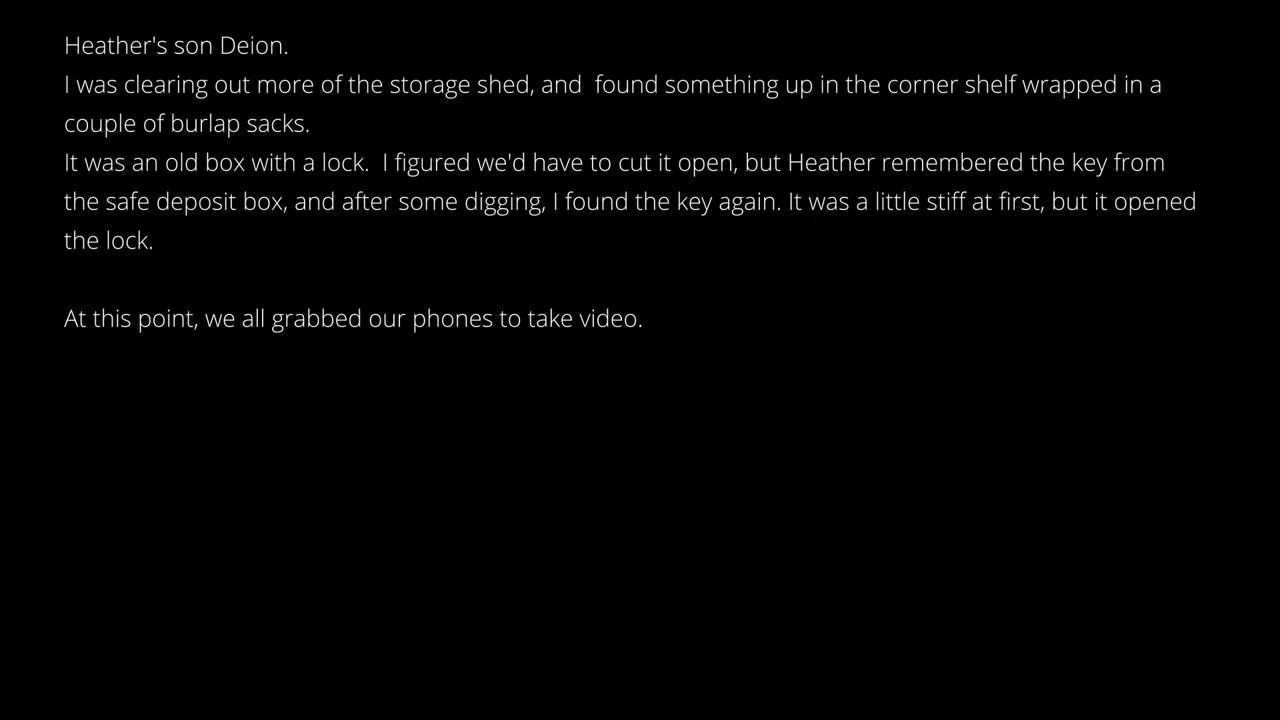 Heather's son Deion.
I was clearing out more of the storage shed, and  found something up in the corner shelf wrapped in a
couple of burlap sacks.
It was an old box with a lock.  I figured we'd have to cut it open, but Heather remembered the key from
the safe deposit box, and after some digging, I found the key again. It was a little stiff at first, but it opened
the lock.

At this point, we all grabbed our phones to take video.